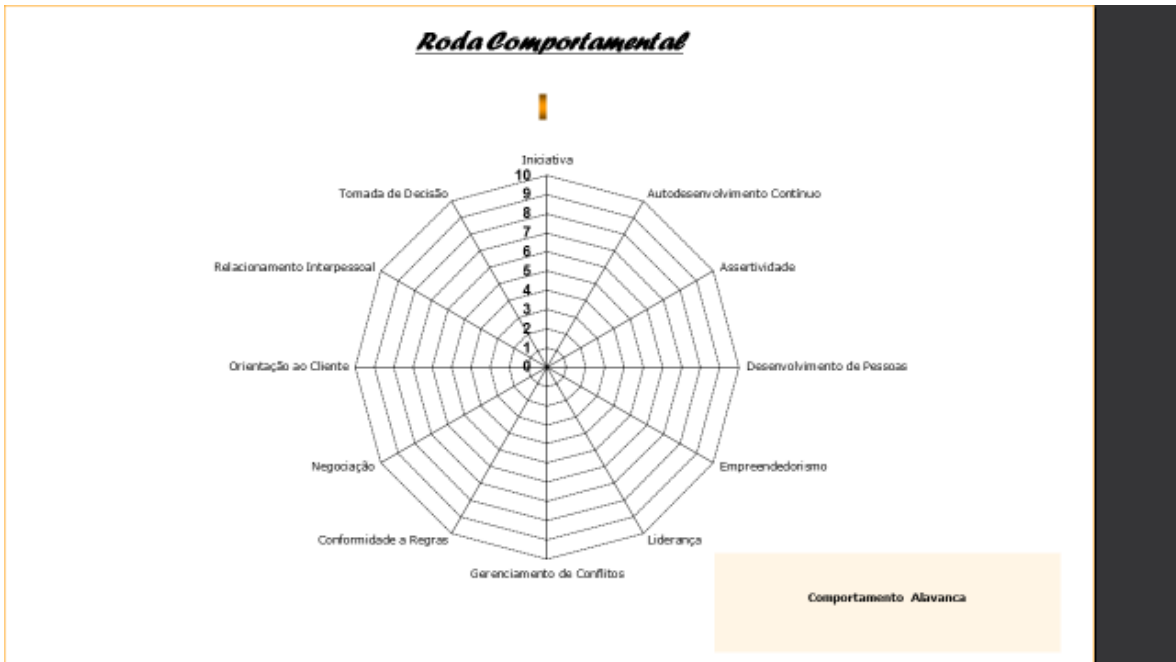 Roda Comportamental
Iniciativa
Autodesenvolvimento Contínuo
Assertividade
Desenvolvimento de Pessoas
Empreendedorismo
Liderança
Gerenciamento de Conflitos
Conformidade a Regras
Negociação
Orientação ao Cliente
Relacionamento Interpessoal
Tomada de Decisão
10
9
8
7
6
5
4
3
2
1
0
Comportamento Alavanca